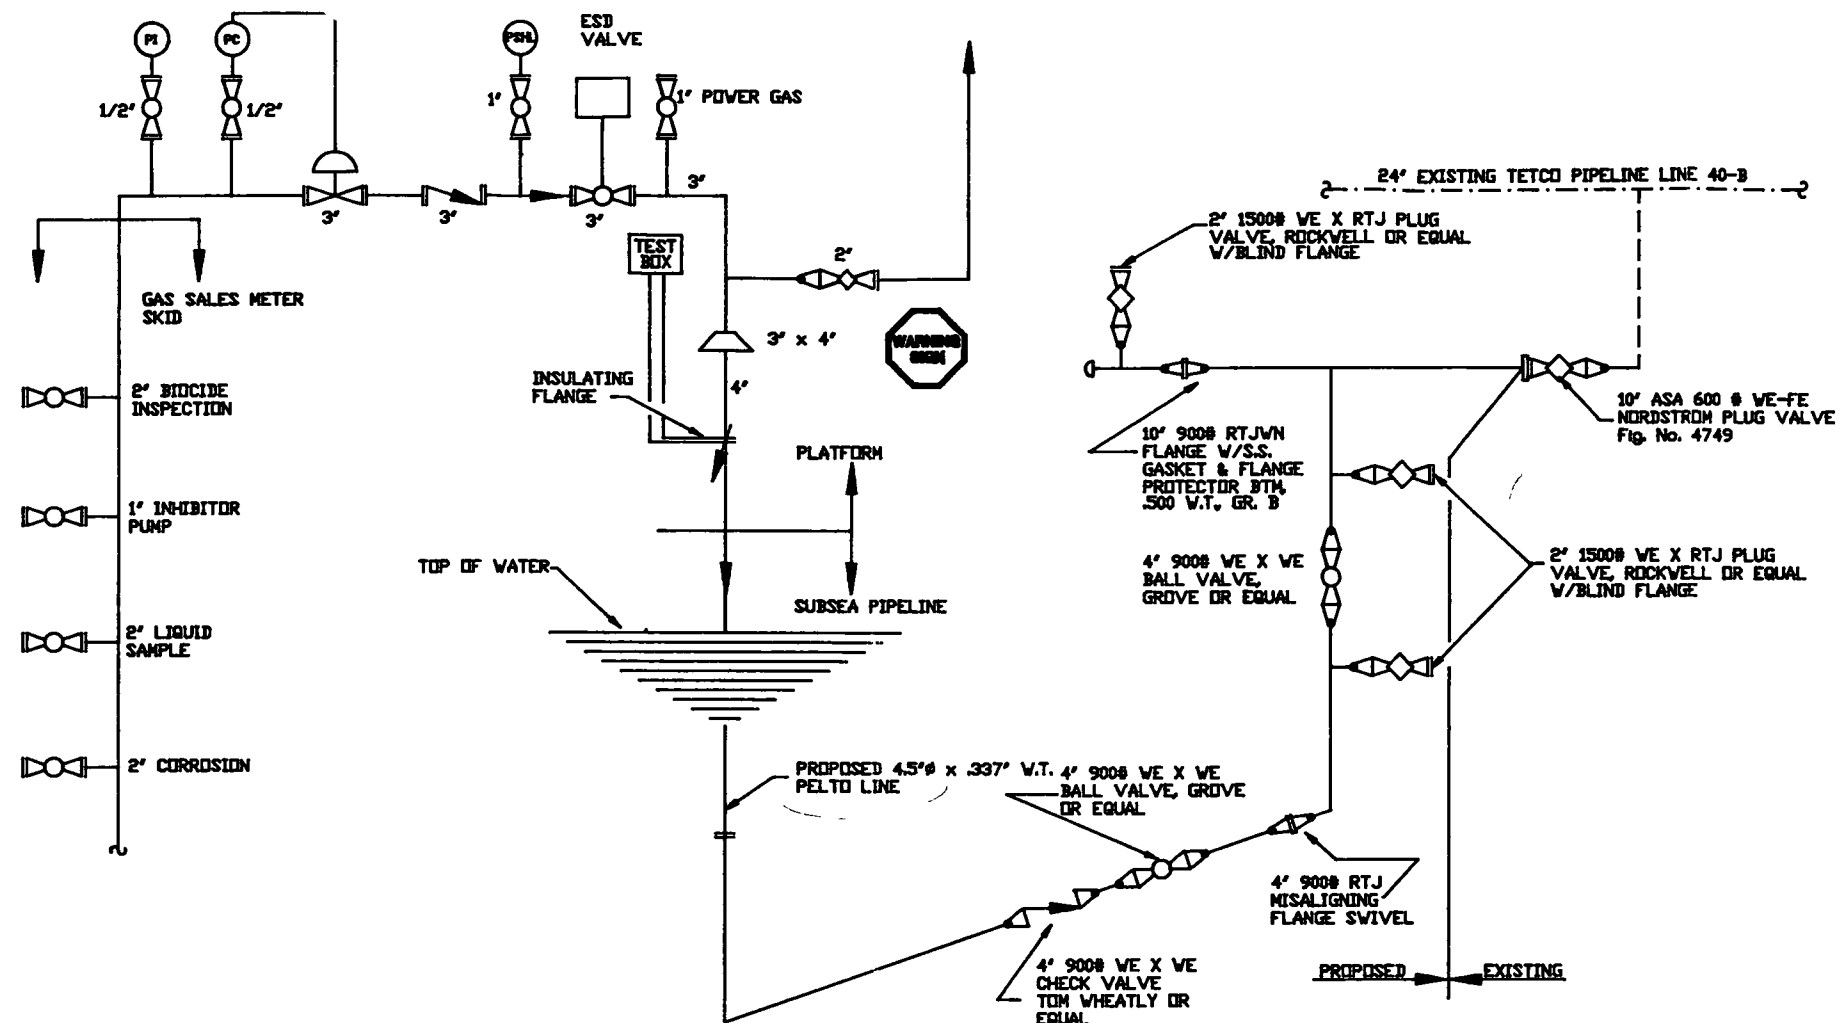 PI
PC
PSHL
ESD
VALVE
1/2"
1/2"
1"
1" POWER GAS
3"
3"
3"
3"
GAS SALES METER
SKID
TEST
BOX
2"
WARNING
SIGN
3" x 4"
4"
INSULATING
FLANGE
2" BIOCIDE
INSPECTION
1" INHIBITOR
PUMP
2" LIQUID
SAMPLE
2" CORROSION
PLATFORM
SUBSEA PIPELINE
TOP OF WATER
PROPOSED 4.5"ø x .337" W.T.
PELTO LINE
24" EXISTING TETCO PIPELINE LINE 40-B
2" 1500# WE X RTJ PLUG
VALVE, ROCKWELL OR EQUAL
W/BLIND FLANGE
10" 900# RTJWN
FLANGE W/S.S.
GASKET & FLANGE
PROTECTOR BTM,
.500 W.T., GR. B
10" ASA 600 # WE-FE
NORDSTROM PLUG VALVE
Fig. No. 4749
4" 900# WE X WE
BALL VALVE,
GROVE OR EQUAL
2" 1500# WE X RTJ PLUG
VALVE, ROCKWELL OR EQUAL
W/BLIND FLANGE
4" 900# WE X WE
BALL VALVE, GROVE
OR EQUAL
4" 900# RTJ
MISALIGNING
FLANGE SWIVEL
4" 900# WE X WE
CHECK VALVE
TOM WHEATLY OR
EQUAL
PROPOSED
EXISTING